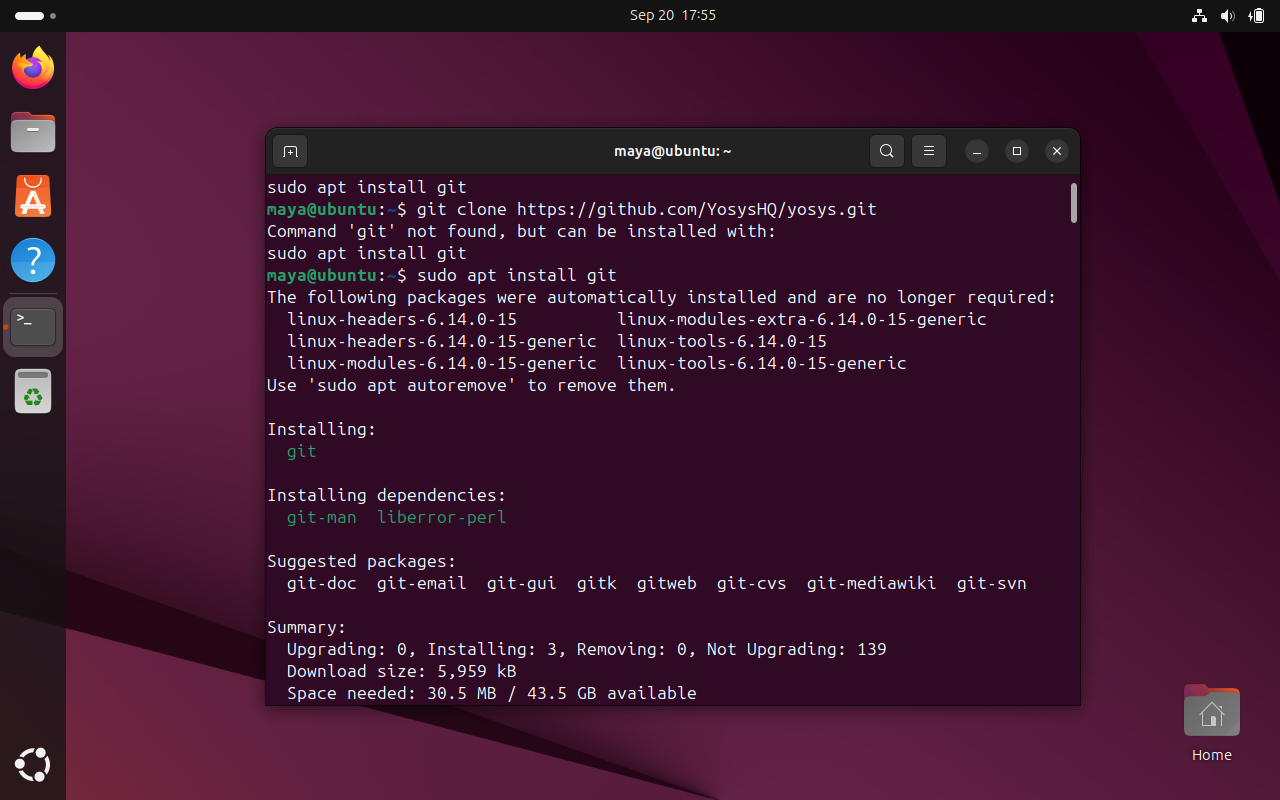 Sep 20 17:55
maya@ubuntu: ~
sudo apt install git
maya@ubuntu:~$ git clone https://github.com/YosysHQ/yosys.git
Command 'git' not found, but can be installed with:
sudo apt install git
maya@ubuntu:~$ sudo apt install git
The following packages were automatically installed and are no longer required:
  linux-headers-6.14.0-15          linux-modules-extra-6.14.0-15-generic
  linux-headers-6.14.0-15-generic  linux-tools-6.14.0-15
  linux-modules-6.14.0-15-generic  linux-tools-6.14.0-15-generic
Use 'sudo apt autoremove' to remove them.

Installing:
  git

Installing dependencies:
  git-man  liberror-perl

Suggested packages:
  git-doc  git-email  git-gui  gitk  gitweb  git-cvs  git-mediawiki  git-svn

Summary:
  Upgrading: 0, Installing: 3, Removing: 0, Not Upgrading: 139
  Download size: 5,959 kB
  Space needed: 30.5 MB / 43.5 GB available
Home